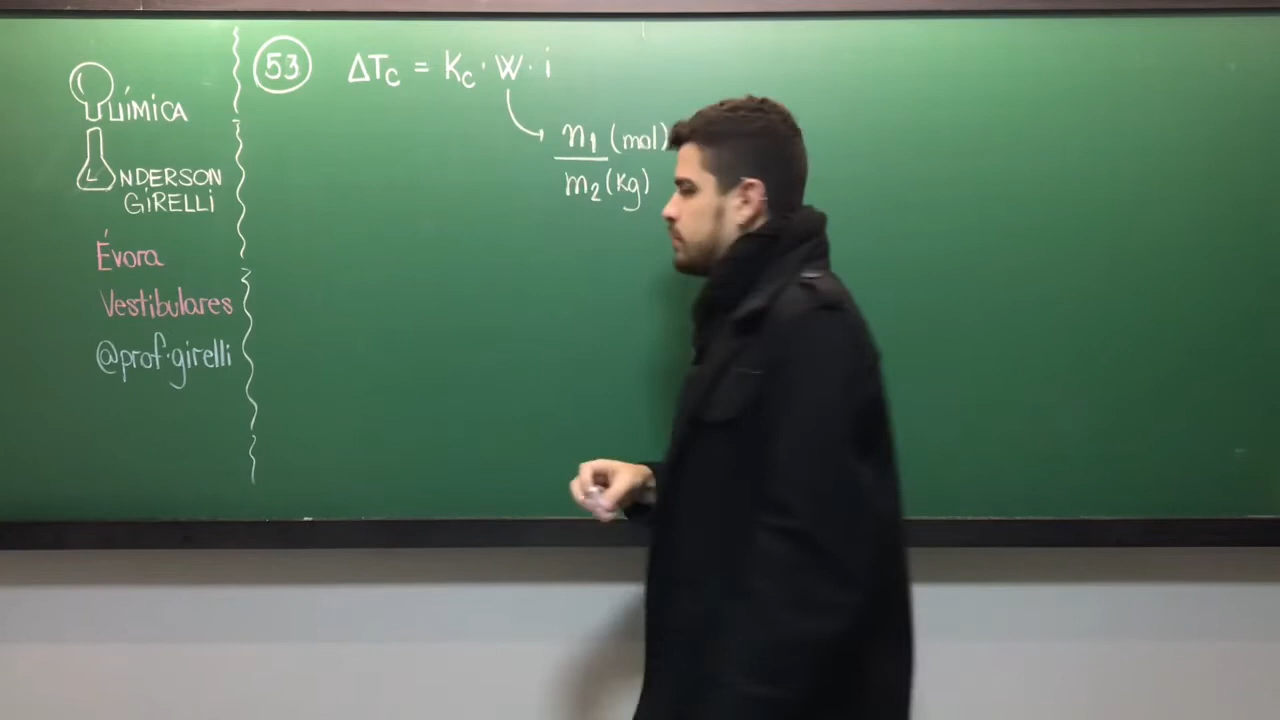 QUÍMICA
ANDERSON
GIRELLI
Évora
Vestibulares
@prof.girelli
53 ΔTc = Kc · W · i
n1 (mol)
m2 (Kg)